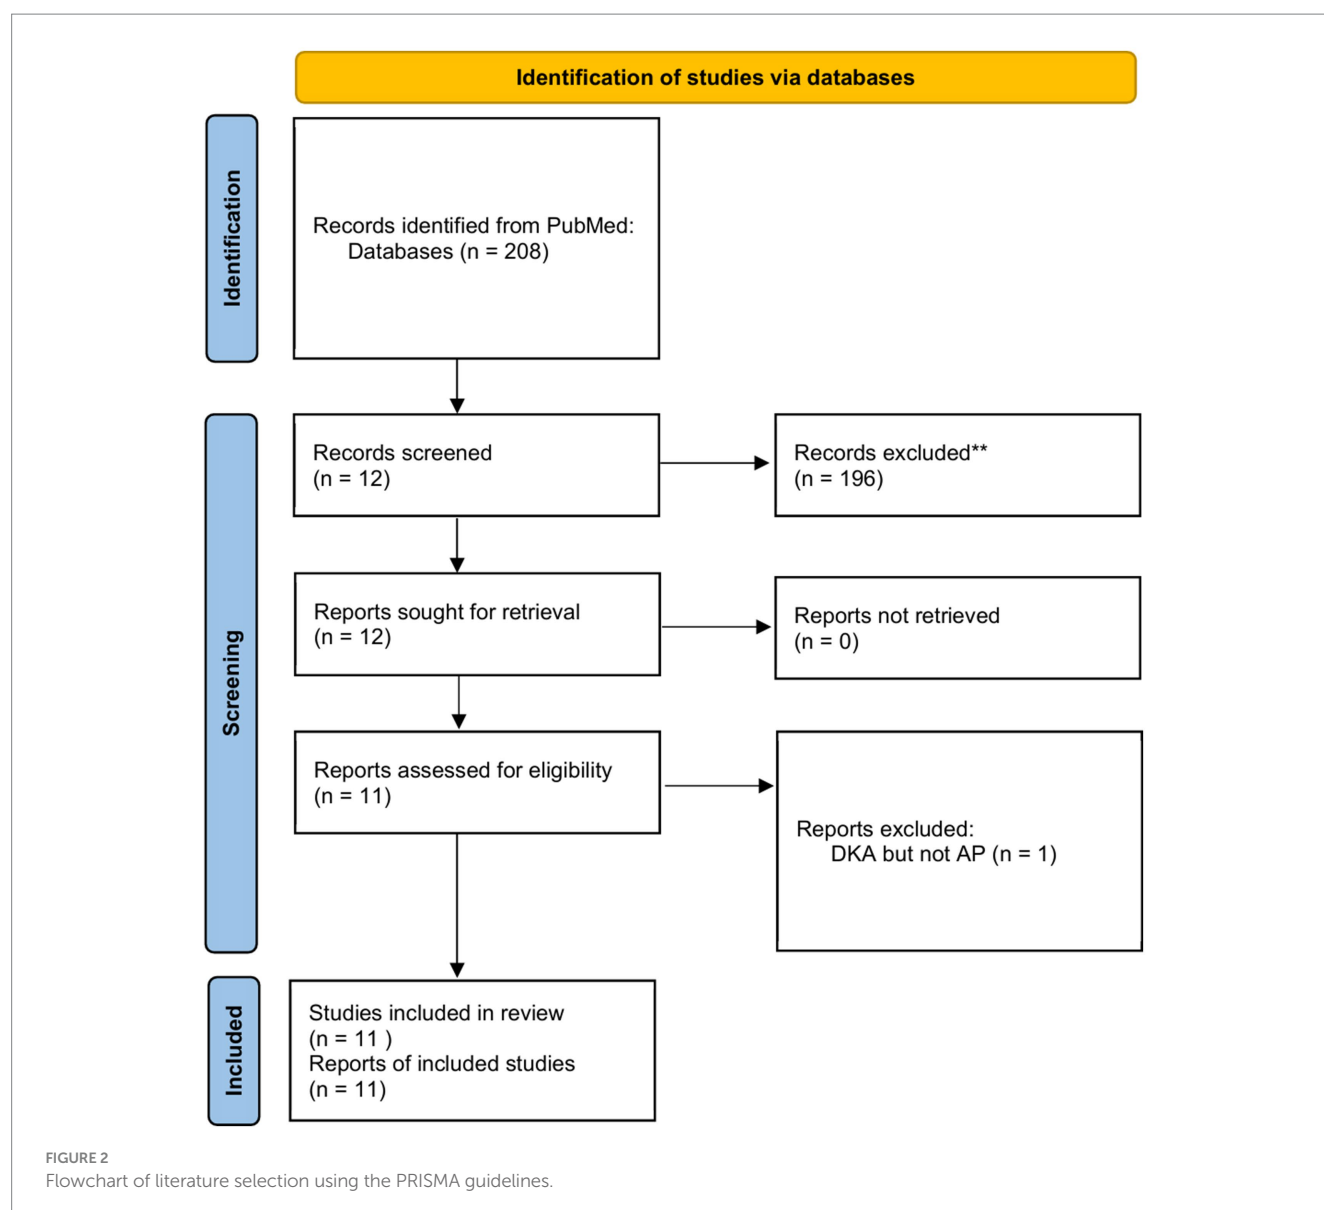 Identification of studies via databases
Identification
Records identified from PubMed:
Databases (n = 208)
Screening
Records screened
(n = 12)
Records excluded**
(n = 196)
Reports sought for retrieval
(n = 12)
Reports not retrieved
(n = 0)
Reports assessed for eligibility
(n = 11)
Reports excluded:
DKA but not AP (n = 1)
Included
Studies included in review
(n = 11 )
Reports of included studies
(n = 11)
FIGURE 2
Flowchart of literature selection using the PRISMA guidelines.